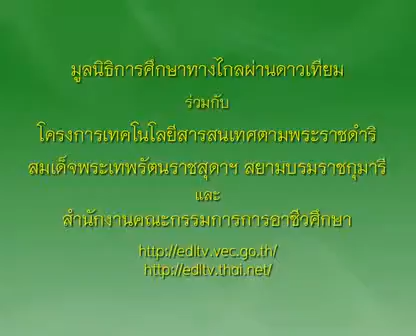 มูลนิธิการศึกษาทางไกลผ่านดาวเทียม
ร่วมกับ
โครงการเทคโนโลยีสารสนเทศตามพระราชดำริ
สมเด็จพระเทพรัตนราชสุดาฯ สยามบรมราชกุมารี
และ
สำนักงานคณะกรรมการการอาชีวศึกษา
http://edltv.vec.go.th/
http://edltv.thai.net/